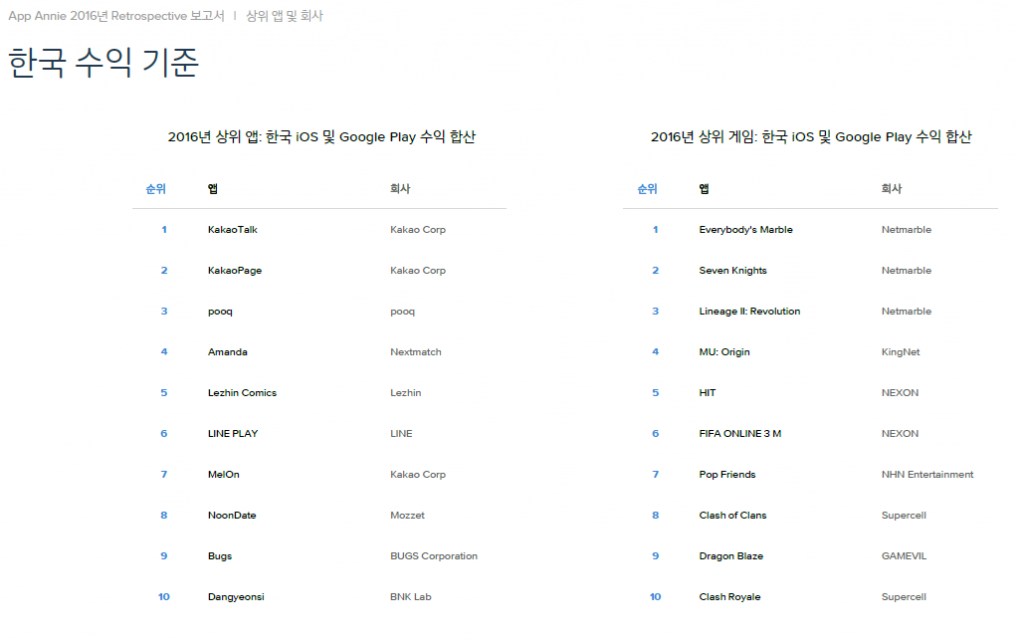 App Annie 2016년 Retrospective 보고서 | 상위 앱 및 회사
한국 수익 기준
2016년 상위 앱: 한국 iOS 및 Google Play 수익 합산
순위 앱 회사
1 KakaoTalk Kakao Corp
2 KakaoPage Kakao Corp
3 pooq pooq
4 Amanda Nextmatch
5 Lezhin Comics Lezhin
6 LINE PLAY LINE
7 MelOn Kakao Corp
8 NoonDate Mozzet
9 Bugs BUGS Corporation
10 Dangyeonsi BNK Lab
2016년 상위 게임: 한국 iOS 및 Google Play 수익 합산
순위 앱 회사
1 Everybody's Marble Netmarble
2 Seven Knights Netmarble
3 Lineage II: Revolution Netmarble
4 MU: Origin KingNet
5 HIT NEXON
6 FIFA ONLINE 3 M NEXON
7 Pop Friends NHN Entertainment
8 Clash of Clans Supercell
9 Dragon Blaze GAMEVIL
10 Clash Royale Supercell